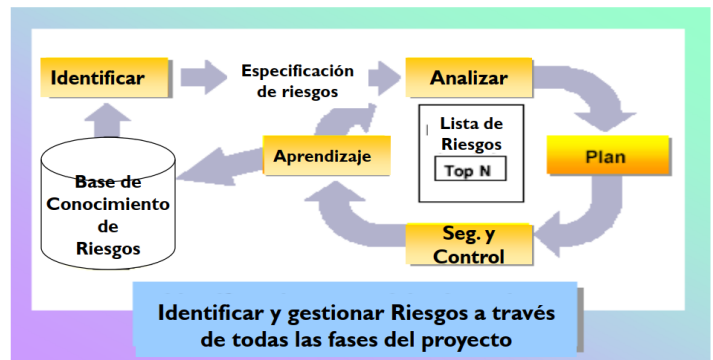 Identificar
Especificación
de riesgos
Analizar
Lista de
Riesgos
Top N
Plan
Aprendizaje
Base de
Conocimiento
de
Riesgos
Seg. y
Control
Identificar y gestionar Riesgos a través
de todas las fases del proyecto